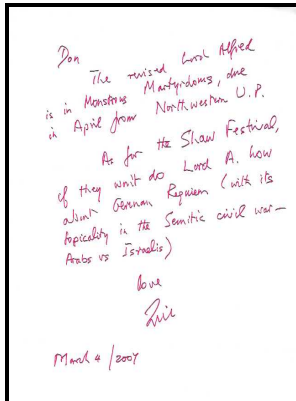 Don
The revised Lord Alfred
is in Monstrous Martyrdoms, due
in April from Northwestern U.P.
As for the Shaw Festival,
if they won't do Lord A. how
about German Requiem (with its
topicality in the Semitic civil war—
Arabs vs Israelis)
love
Eric
March 4/2007